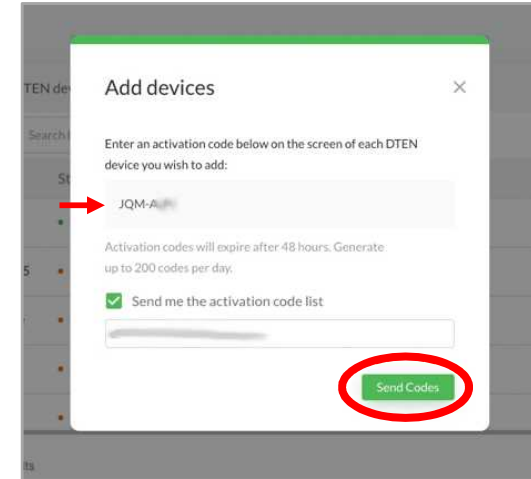 Add devices
TEN dev
Search
Enter an activation code below on the screen of each DTEN
device you wish to add:
St
JQM-A
Activation codes will expire after 48 hours. Generate
up to 200 codes per day.
5
Send me the activation code list
Send Codes
lts